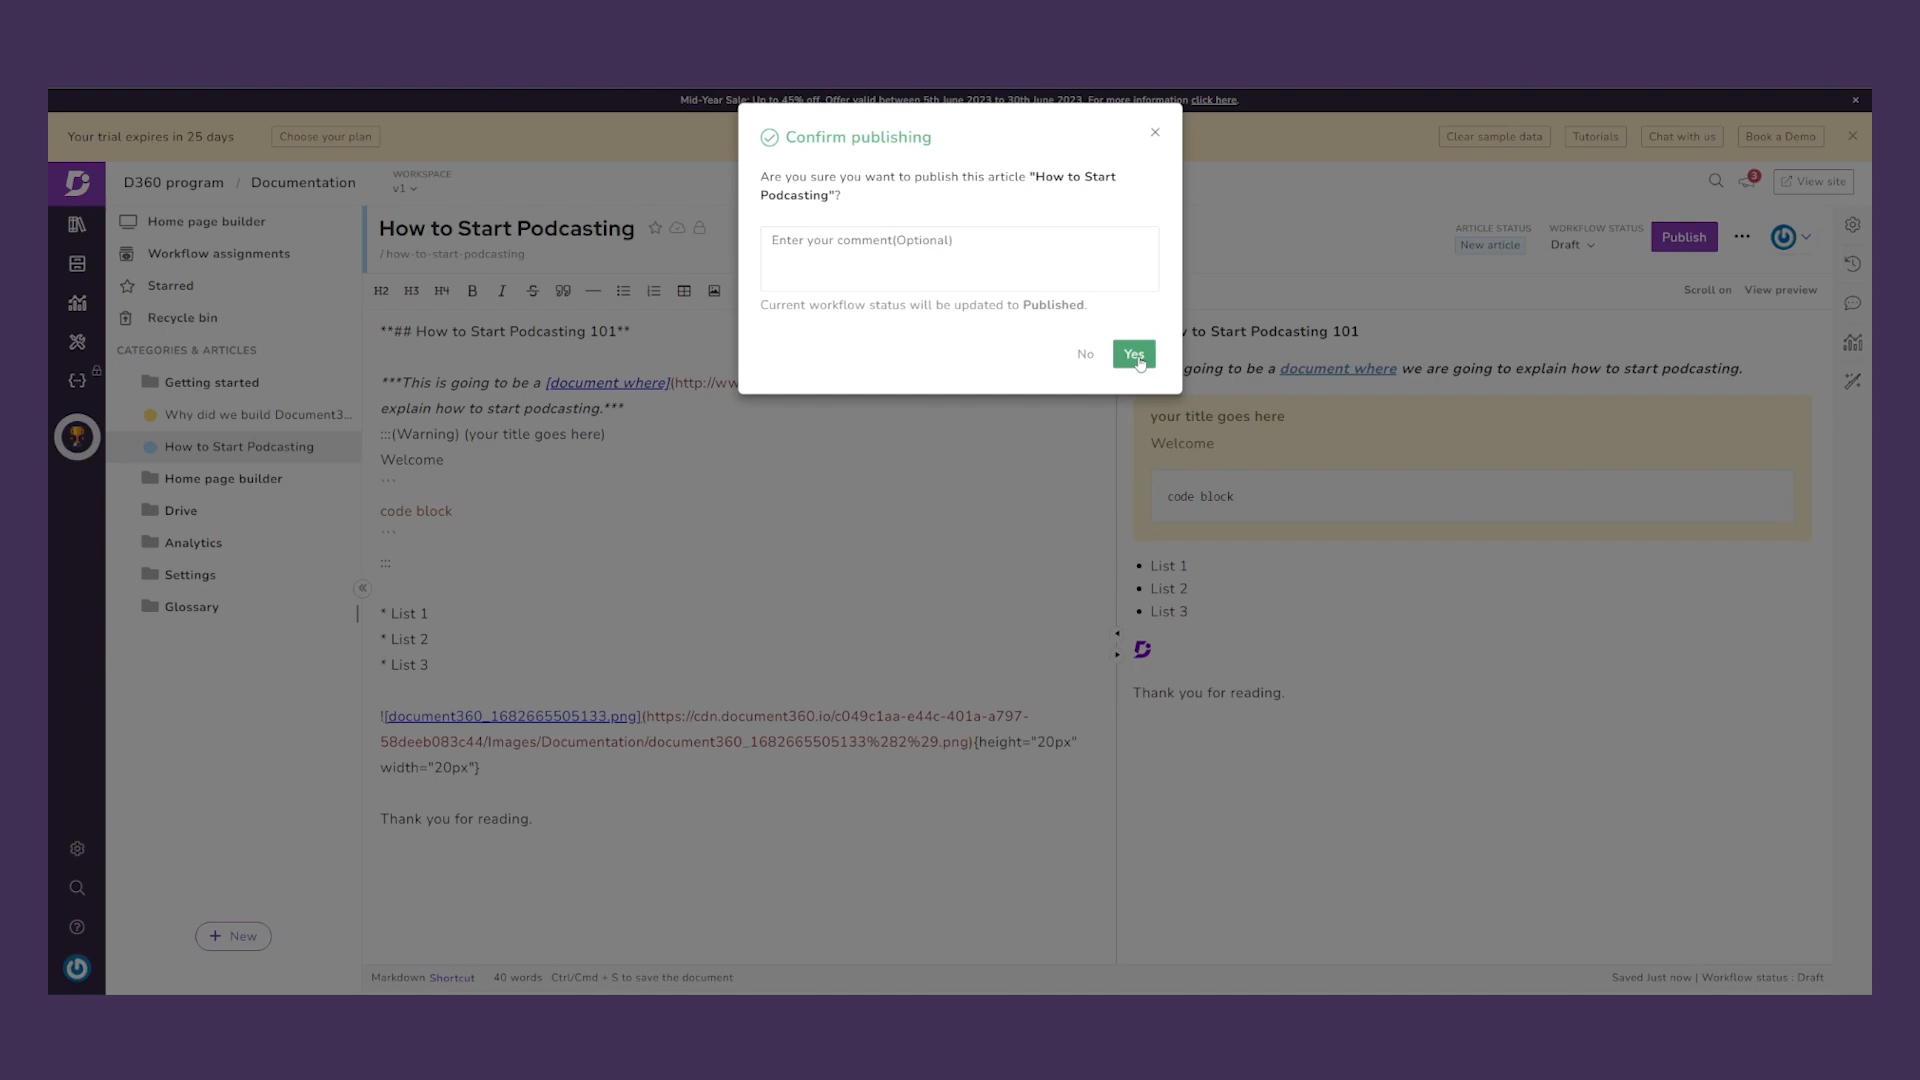 Mid-Year Sale: Up to 45% off. Offer valid between 5th June 2023 to 30th June 2023. For more information click here.
Your trial expires in 25 days
Choose your plan
Clear sample data
Tutorials
Chat with us
Book a Demo
D360 program / Documentation
WORKSPACE
v1
3
View site
Home page builder
Workflow assignments
Starred
Recycle bin
CATEGORIES & ARTICLES
Getting started
Why did we build Document3...
How to Start Podcasting
Home page builder
Drive
Analytics
Settings
Glossary
+ New
How to Start Podcasting
/ how-to-start-podcasting
ARTICLE STATUS
New article
WORKFLOW STATUS
Draft
Publish
H2 H3 H4 B I S
Scroll on View preview
**## How to Start Podcasting 101**
***This is going to be a [document where](http://ww
explain how to start podcasting.***
:::(Warning) (your title goes here)
Welcome
```
code block
```
:::
* List 1
* List 2
* List 3
![document360_1682665505133.png](https://cdn.document360.io/c049c1aa-e44c-401a-a797-
58deeb083c44/Images/Documentation/document360_1682665505133%282%29.png){height="20px"
width="20px"}
Thank you for reading.
Confirm publishing
Are you sure you want to publish this article "How to Start
Podcasting"?
Enter your comment(Optional)
Current workflow status will be updated to Published.
No
Yes
to Start Podcasting 101
going to be a document where we are going to explain how to start podcasting.
your title goes here
Welcome
code block
• List 1
• List 2
• List 3
Thank you for reading.
Markdown Shortcut 40 words Ctrl/Cmd + S to save the document
Saved Just now | Workflow status : Draft